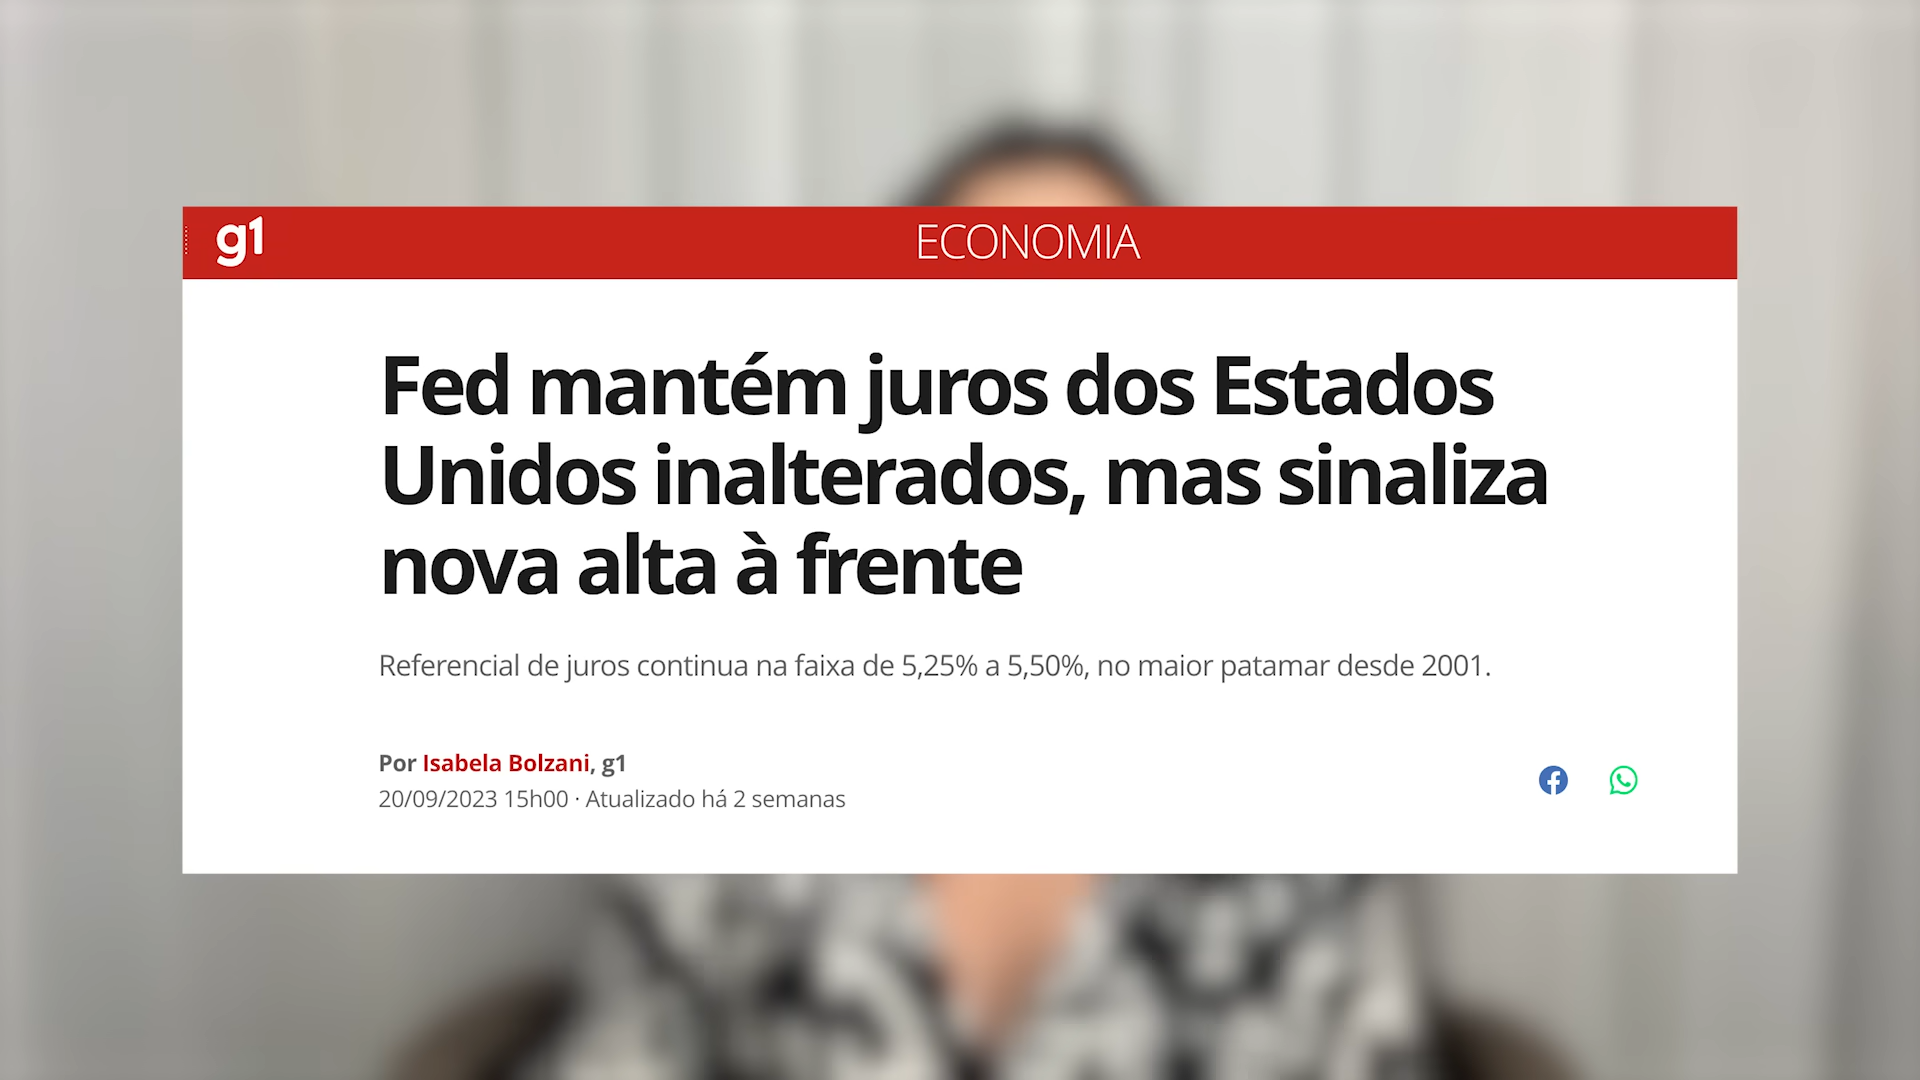 g1
ECONOMIA
Fed mantém juros dos Estados
Unidos inalterados, mas sinaliza
nova alta à frente
Referencial de juros continua na faixa de 5,25% a 5,50%, no maior patamar desde 2001.
Por Isabela Bolzani, g1
20/09/2023 15h00 · Atualizado há 2 semanas